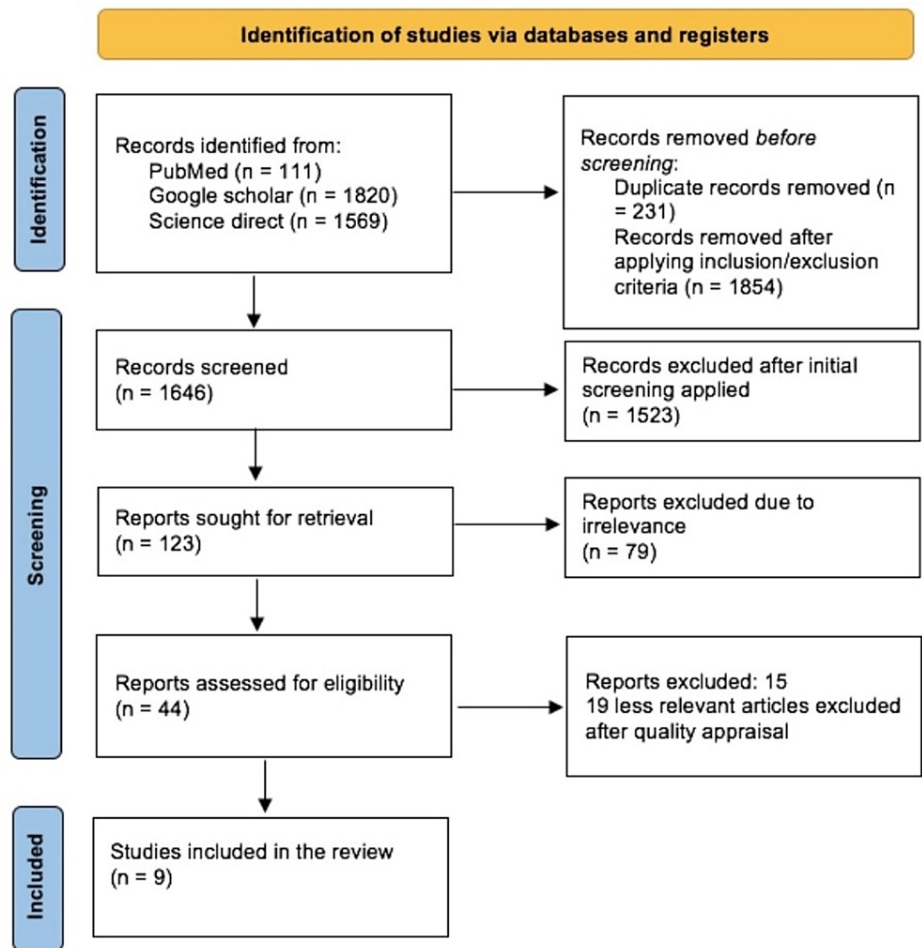 Identification of studies via databases and registers
Identification
Records identified from:
PubMed (n = 111)
Google scholar (n = 1820)
Science direct (n = 1569)
Records removed before
screening:
Duplicate records removed (n
= 231)
Records removed after
applying inclusion/exclusion
criteria (n = 1854)
Screening
Records screened
(n = 1646)
Records excluded after initial
screening applied
(n = 1523)
Reports sought for retrieval
(n = 123)
Reports excluded due to
irrelevance
(n = 79)
Reports assessed for eligibility
(n = 44)
Reports excluded: 15
19 less relevant articles excluded
after quality appraisal
Included
Studies included in the review
(n = 9)